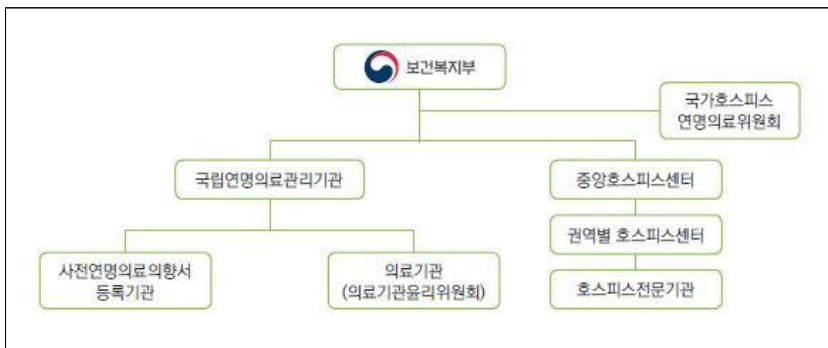 보건복지부
국가호스피스
연명의료위원회
국립연명의료관리기관
중앙호스피스센터
권역별 호스피스센터
사전연명의료의향서
등록기관
의료기관
(의료기관윤리위원회)
호스피스전문기관